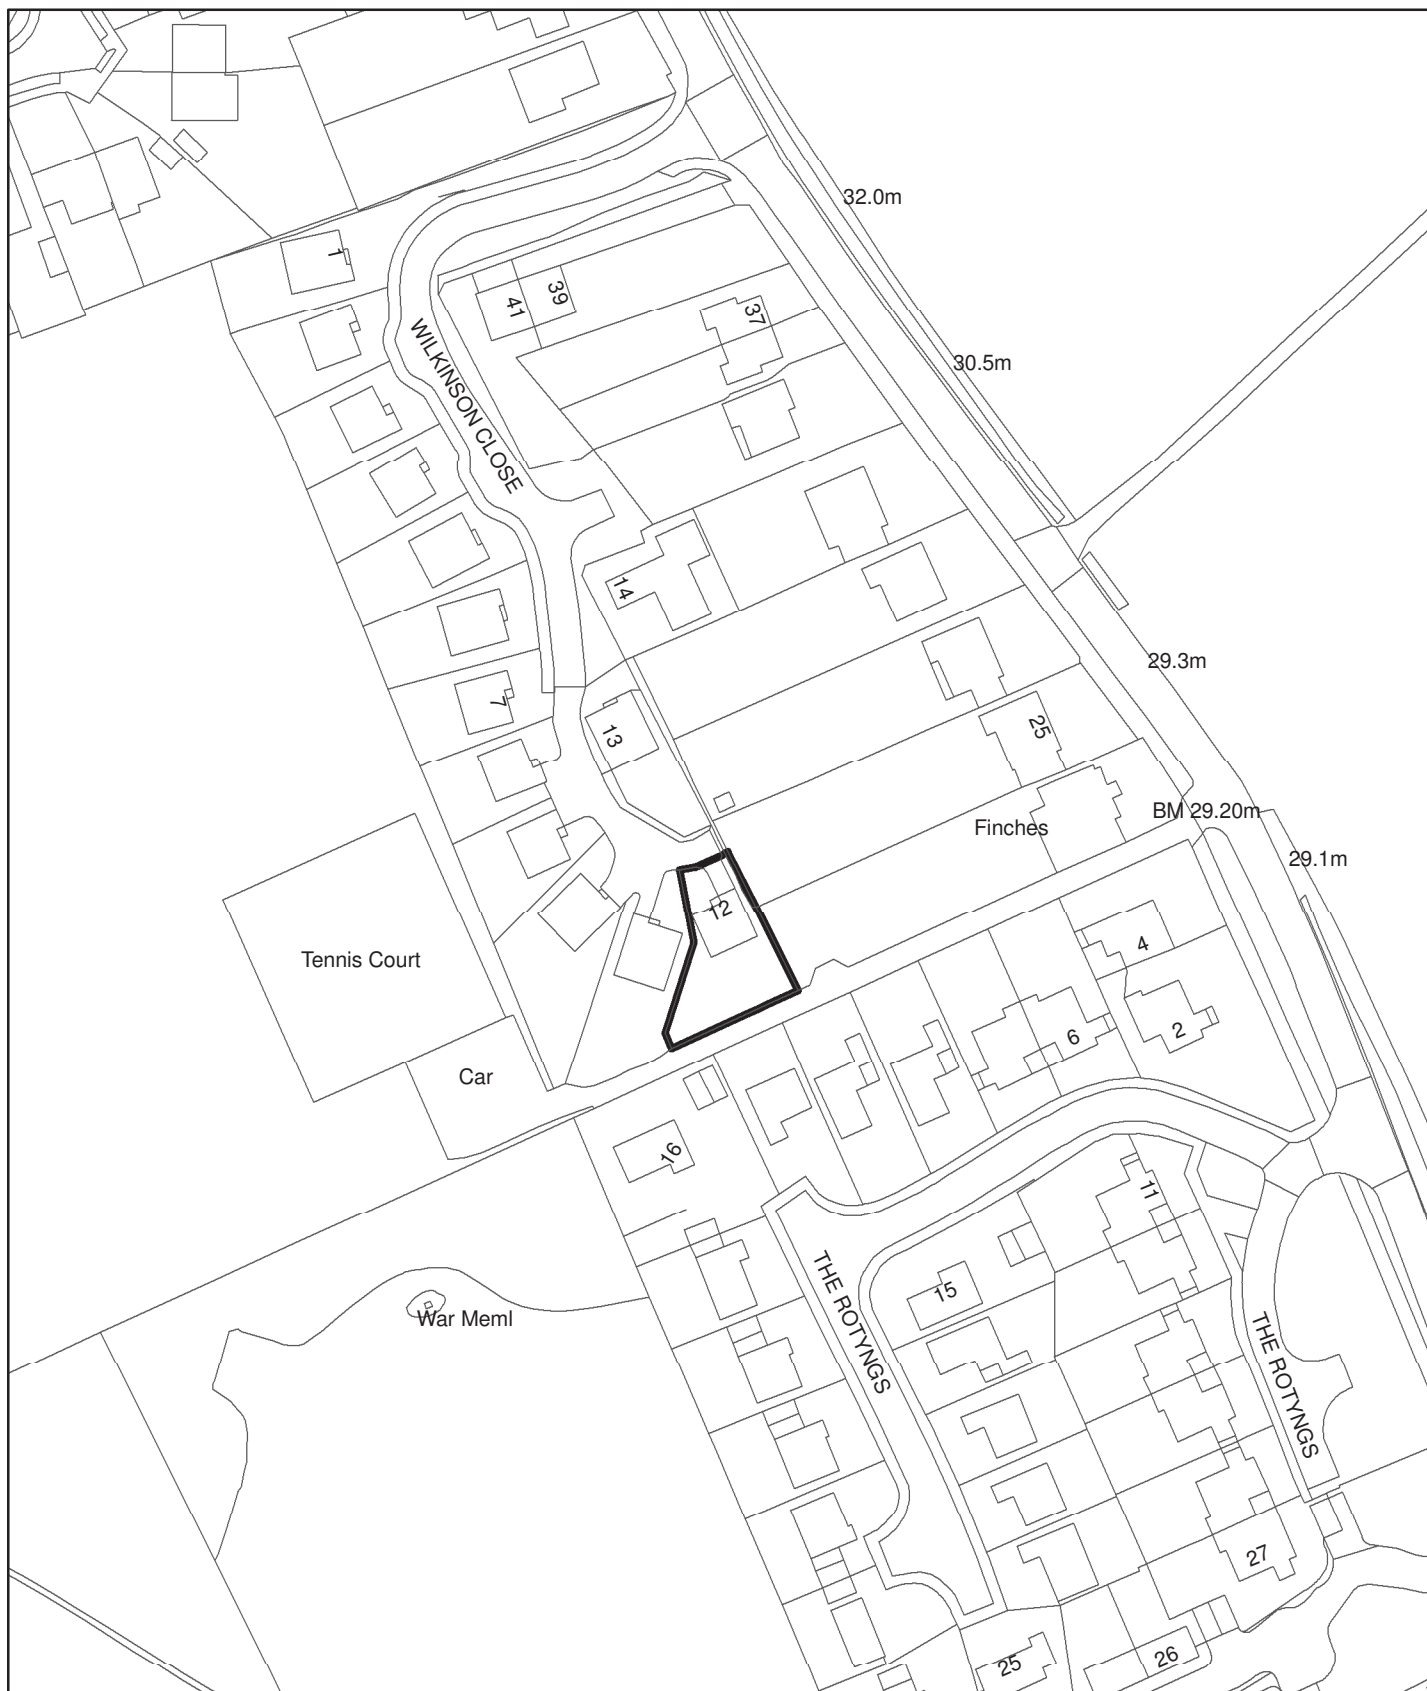 32.0m
1
39
41
37
WILKINSON CLOSE
30.5m
14
29.3m
7
13
25
BM 29.20m
Finches
29.1m
12
4
Tennis Court
2
6
Car
16
11
THE ROTYNGS
15
War Meml
THE ROTYNGS
27
26
25